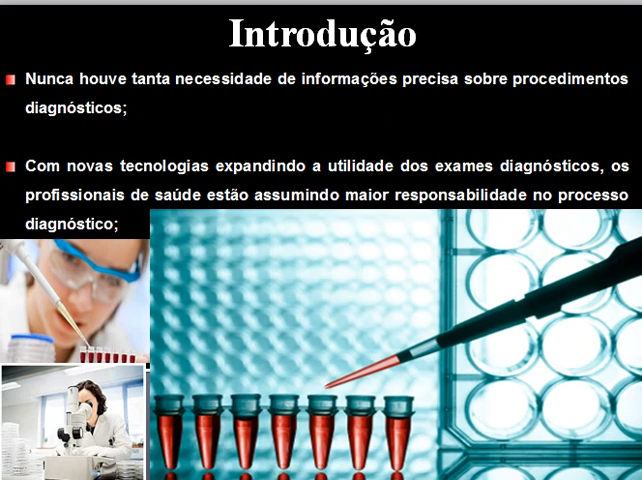 Introdução
Nunca houve tanta necessidade de informações precisa sobre procedimentos
diagnósticos;
Com novas tecnologias expandindo a utilidade dos exames diagnósticos, os
profissionais de saúde estão assumindo maior responsabilidade no processo
diagnóstico;